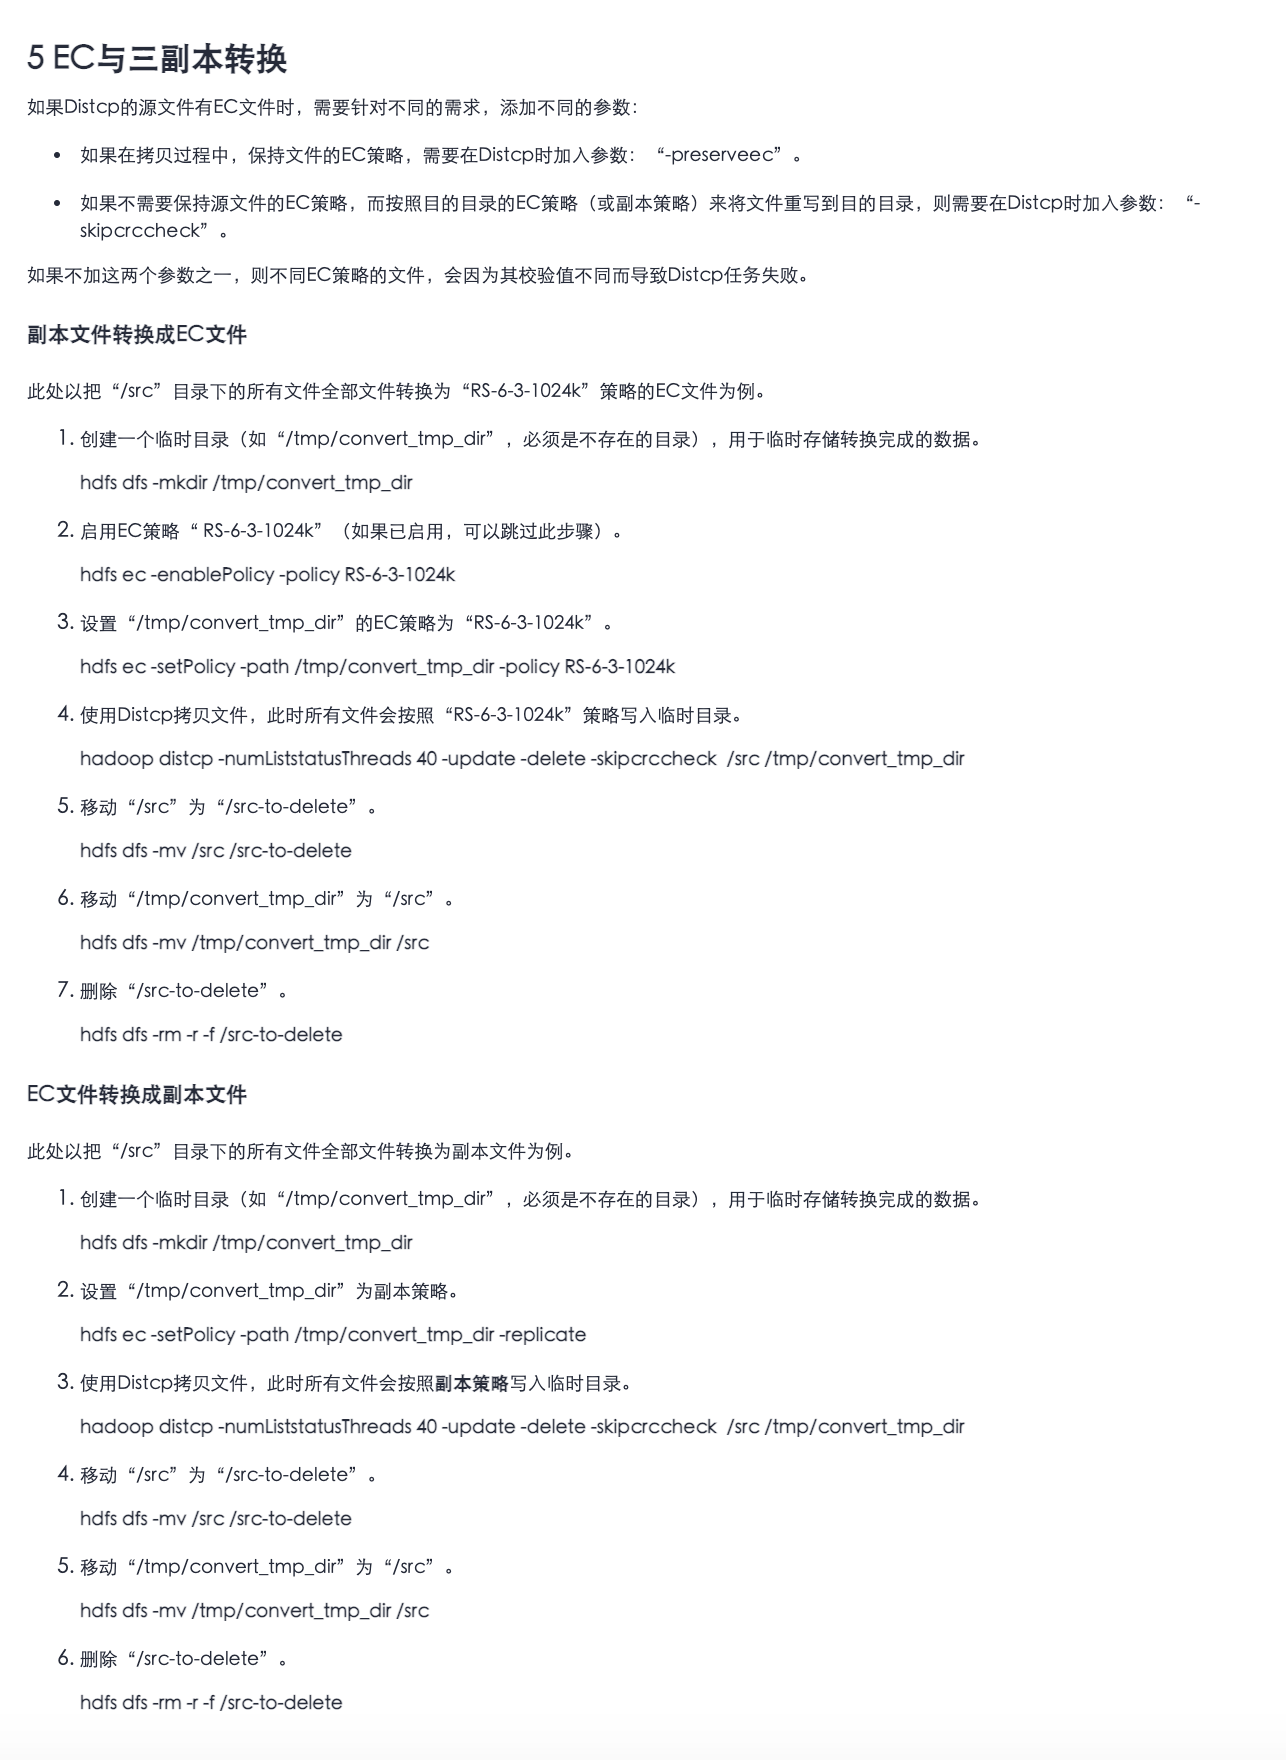 5 EC与三副本转换
如果Distcp的源文件有EC文件时，需要针对不同的需求，添加不同的参数：
• 如果在拷贝过程中，保持文件的EC策略，需要在Distcp时加入参数：“-preserveec”。
• 如果不需要保持源文件的EC策略，而按照目的目录的EC策略（或副本策略）来将文件重写到目的目录，则需要在Distcp时加入参数：“-
skipcrccheck”。
如果不加这两个参数之一，则不同EC策略的文件，会因为其校验值不同而导致Distcp任务失败。
副本文件转换成EC文件
此处以把“/src”目录下的所有文件全部文件转换为“RS-6-3-1024k”策略的EC文件为例。
1. 创建一个临时目录（如“/tmp/convert_tmp_dir”，必须是不存在的目录），用于临时存储转换完成的数据。
hdfs dfs -mkdir /tmp/convert_tmp_dir
2. 启用EC策略“ RS-6-3-1024k”（如果已启用，可以跳过此步骤）。
hdfs ec -enablePolicy -policy RS-6-3-1024k
3. 设置“/tmp/convert_tmp_dir”的EC策略为“RS-6-3-1024k”。
hdfs ec -setPolicy -path /tmp/convert_tmp_dir -policy RS-6-3-1024k
4. 使用Distcp拷贝文件，此时所有文件会按照“RS-6-3-1024k”策略写入临时目录。
hadoop distcp -numListstatusThreads 40 -update -delete -skipcrccheck  /src /tmp/convert_tmp_dir
5. 移动“/src”为“/src-to-delete”。
hdfs dfs -mv /src /src-to-delete
6. 移动“/tmp/convert_tmp_dir”为“/src”。
hdfs dfs -mv /tmp/convert_tmp_dir /src
7. 删除“/src-to-delete”。
hdfs dfs -rm -r -f /src-to-delete
EC文件转换成副本文件
此处以把“/src”目录下的所有文件全部文件转换为副本文件为例。
1. 创建一个临时目录（如“/tmp/convert_tmp_dir”，必须是不存在的目录），用于临时存储转换完成的数据。
hdfs dfs -mkdir /tmp/convert_tmp_dir
2. 设置“/tmp/convert_tmp_dir”为副本策略。
hdfs ec -setPolicy -path /tmp/convert_tmp_dir -replicate
3. 使用Distcp拷贝文件，此时所有文件会按照副本策略写入临时目录。
hadoop distcp -numListstatusThreads 40 -update -delete -skipcrccheck  /src /tmp/convert_tmp_dir
4. 移动“/src”为“/src-to-delete”。
hdfs dfs -mv /src /src-to-delete
5. 移动“/tmp/convert_tmp_dir”为“/src”。
hdfs dfs -mv /tmp/convert_tmp_dir /src
6. 删除“/src-to-delete”。
hdfs dfs -rm -r -f /src-to-delete